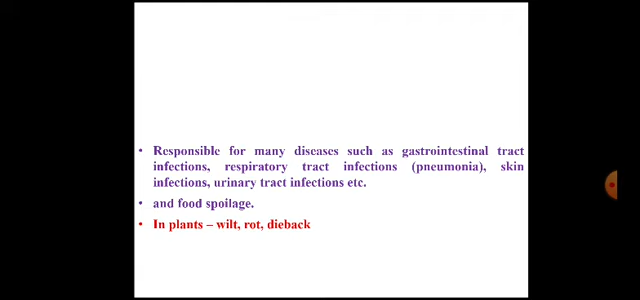 • Responsible for many diseases such as gastrointestinal tract
infections, respiratory tract infections (pneumonia), skin
infections, urinary tract infections etc.
• and food spoilage.
• In plants – wilt, rot, dieback